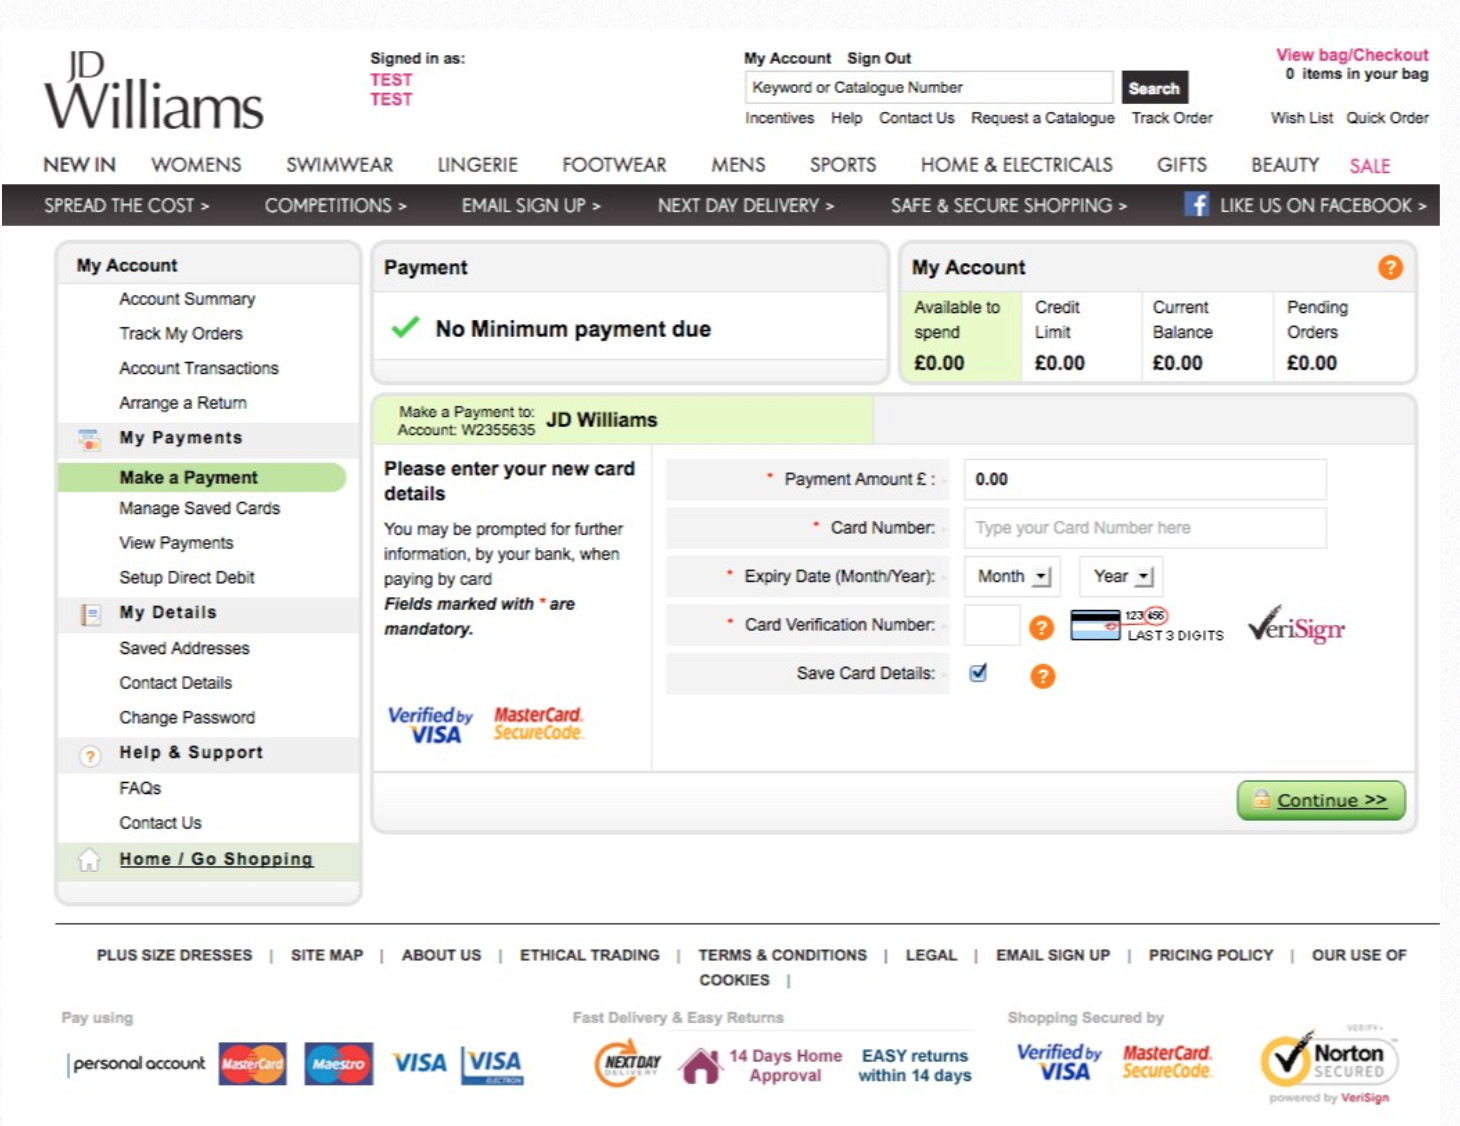 JD
Williams
Signed in as:
TEST
TEST
My Account Sign Out
Keyword or Catalogue Number
Search
Incentives Help Contact Us Request a Catalogue Track Order
View bag/Checkout
0 items in your bag
Wish List Quick Order
NEW IN WOMENS SWIMWEAR LINGERIE FOOTWEAR MENS SPORTS HOME & ELECTRICALS GIFTS BEAUTY SALE
SPREAD THE COST > COMPETITIONS > EMAIL SIGN UP > NEXT DAY DELIVERY > SAFE & SECURE SHOPPING > f LIKE US ON FACEBOOK >
My Account
Account Summary
Track My Orders
Account Transactions
Arrange a Return
My Payments
Make a Payment
Manage Saved Cards
View Payments
Setup Direct Debit
My Details
Saved Addresses
Contact Details
Change Password
? Help & Support
FAQs
Contact Us
Home / Go Shopping
Payment
No Minimum payment due
My Account ?
Available to spend £0.00
Credit Limit £0.00
Current Balance £0.00
Pending Orders £0.00
Make a Payment to:
Account: W2355635
JD Williams
Please enter your new card
details
You may be prompted for further
information, by your bank, when
paying by card
Fields marked with * are
mandatory.
Verified by
VISA
MasterCard.
SecureCode.
* Payment Amount £ : 0.00
* Card Number: Type your Card Number here
* Expiry Date (Month/Year): Month Year
* Card Verification Number: ? 123 456 LAST 3 DIGITS VeriSign
Save Card Details: ?
Continue >>
PLUS SIZE DRESSES | SITE MAP | ABOUT US | ETHICAL TRADING | TERMS & CONDITIONS | LEGAL | EMAIL SIGN UP | PRICING POLICY | OUR USE OF
COOKIES |
Pay using
personal account MasterCard Maestro VISA VISA
ELECTRON
Fast Delivery & Easy Returns
NEXT DAY
DELIVERY
14 Days Home
Approval
EASY returns
within 14 days
Shopping Secured by
Verified by
VISA
MasterCard.
SecureCode.
VERIFY▸
Norton
SECURED
powered by VeriSign